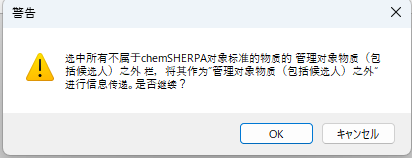 警告
选中所有不属于chemSHERPA对象标准的物质的 管理对象物质（包
括候选人）之外 栏，将其作为"管理对象物质（包括候选人）之外"
进行信息传递。是否继续？
OK
キャンセル